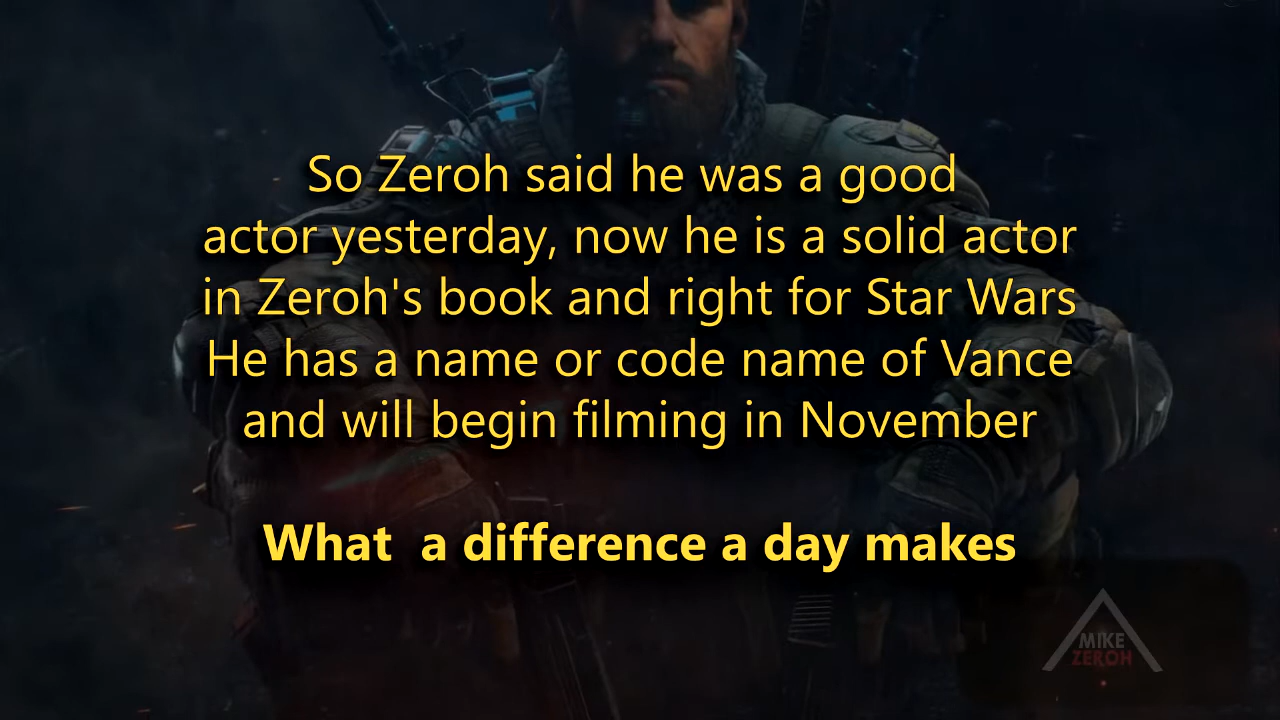 So Zeroh said he was a good
actor yesterday, now he is a solid actor
in Zeroh's book and right for Star Wars
He has a name or code name of Vance
and will begin filming in November
What  a difference a day makes
MIKE
ZEROH